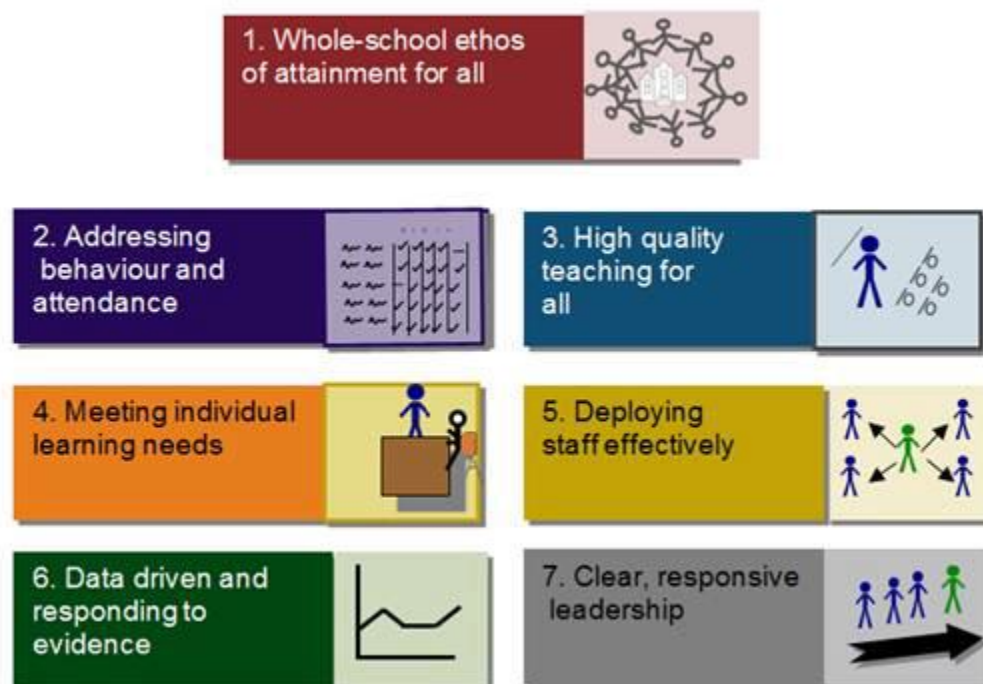 1. Whole-school ethos
of attainment for all
2. Addressing
behaviour and
attendance
3. High quality
teaching for
all
4. Meeting individual
learning needs
5. Deploying
staff effectively
6. Data driven and
responding to
evidence
7. Clear, responsive
leadership